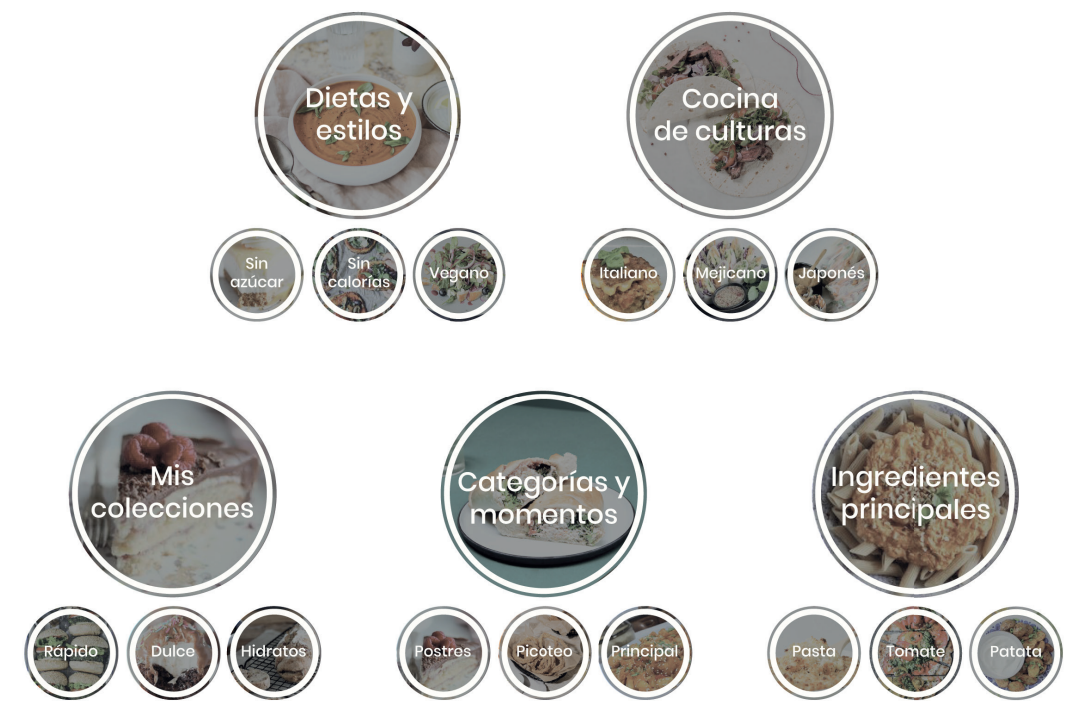 Dietas y
estilos
Cocina
de culturas
Sin
azúcar
Sin
calorías
Vegano
Italiano
Mejicano
Japonés
Mis
colecciones
Categorías y
momentos
Ingredientes
principales
Rápido
Dulce
Hidratos
Postres
Picoteo
Principal
Pasta
Tomate
Patata